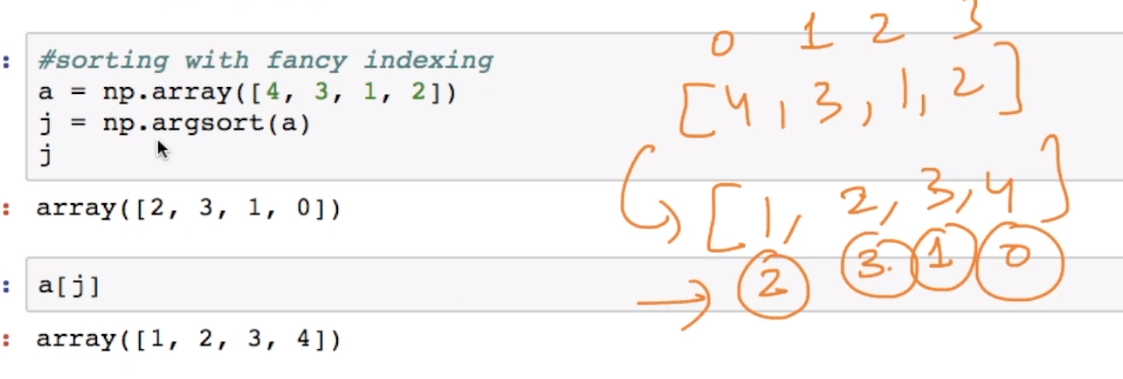 : #sorting with fancy indexing
a = np.array([4, 3, 1, 2])
j = np.argsort(a)
j
: array([2, 3, 1, 0])
: a[j]
: array([1, 2, 3, 4])
0 1 2 3
[4, 3, 1, 2]
[1, 2, 3, 4]
2 3. 1 0